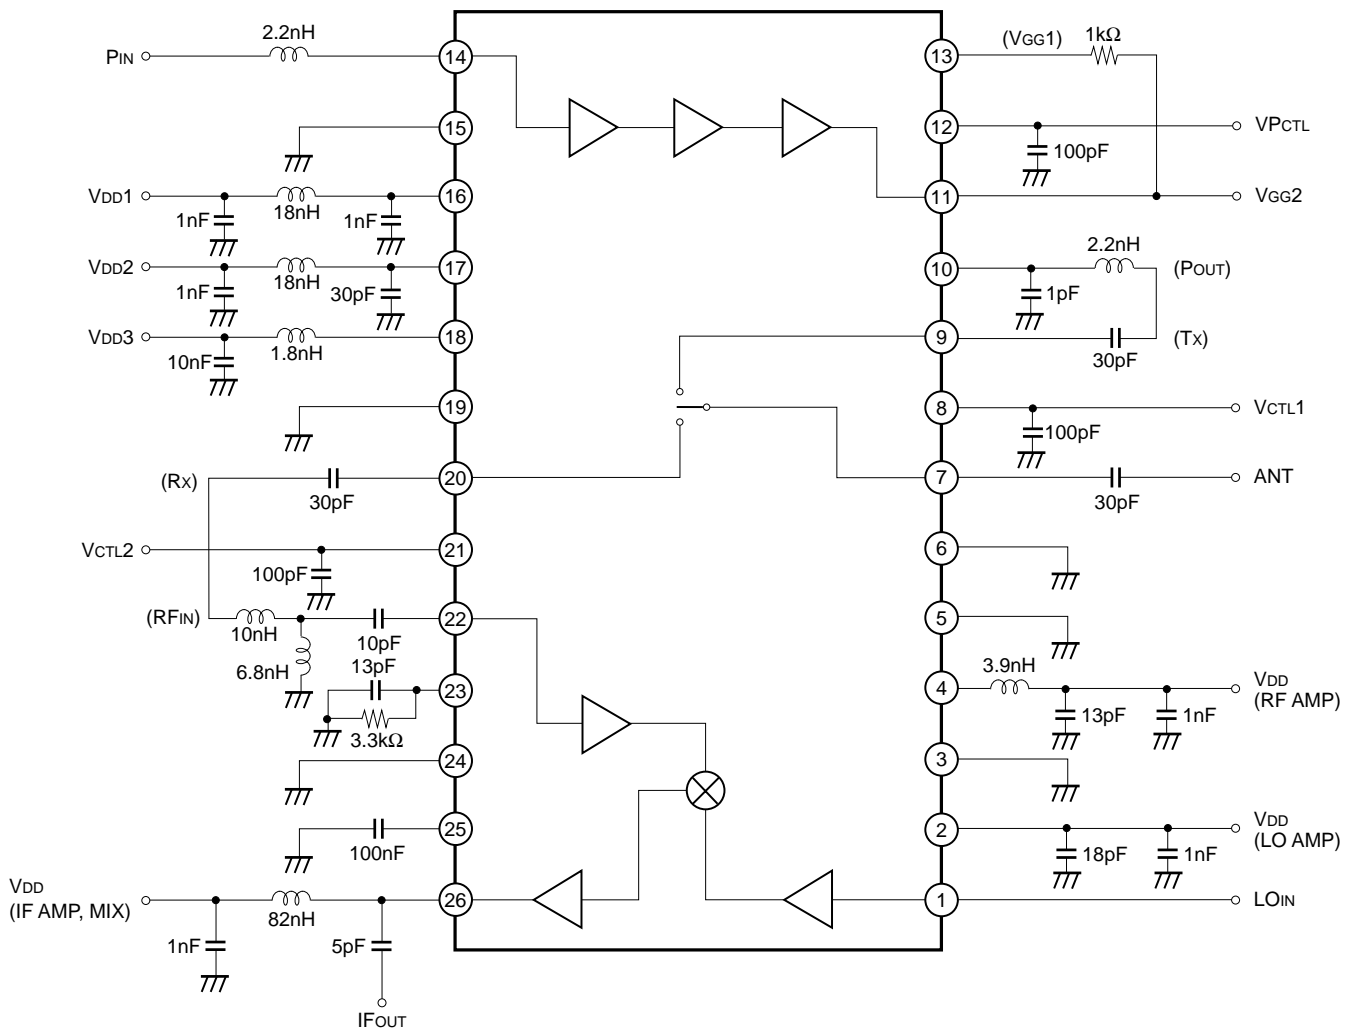 2.2nH
PIN
14
15
VDD1
16
18nH
1nF
1nF
VDD2
17
18nH
1nF
30pF
VDD3
18
1.8nH
10nF
19
(RX)
20
30pF
VCTL2
21
100pF
(RFIN)
22
10nH
10pF
6.8nH
13pF
23
3.3kΩ
24
25
100nF
VDD
(IF AMP, MIX)
26
82nH
1nF
5pF
IFOUT
(VGG1)
1kΩ
13
12
VPCTL
100pF
11
VGG2
2.2nH
10
(POUT)
1pF
9
(TX)
30pF
8
VCTL1
100pF
7
ANT
30pF
6
5
3.9nH
4
VDD
(RF AMP)
13pF
1nF
3
2
VDD
(LO AMP)
18pF
1nF
1
LOIN